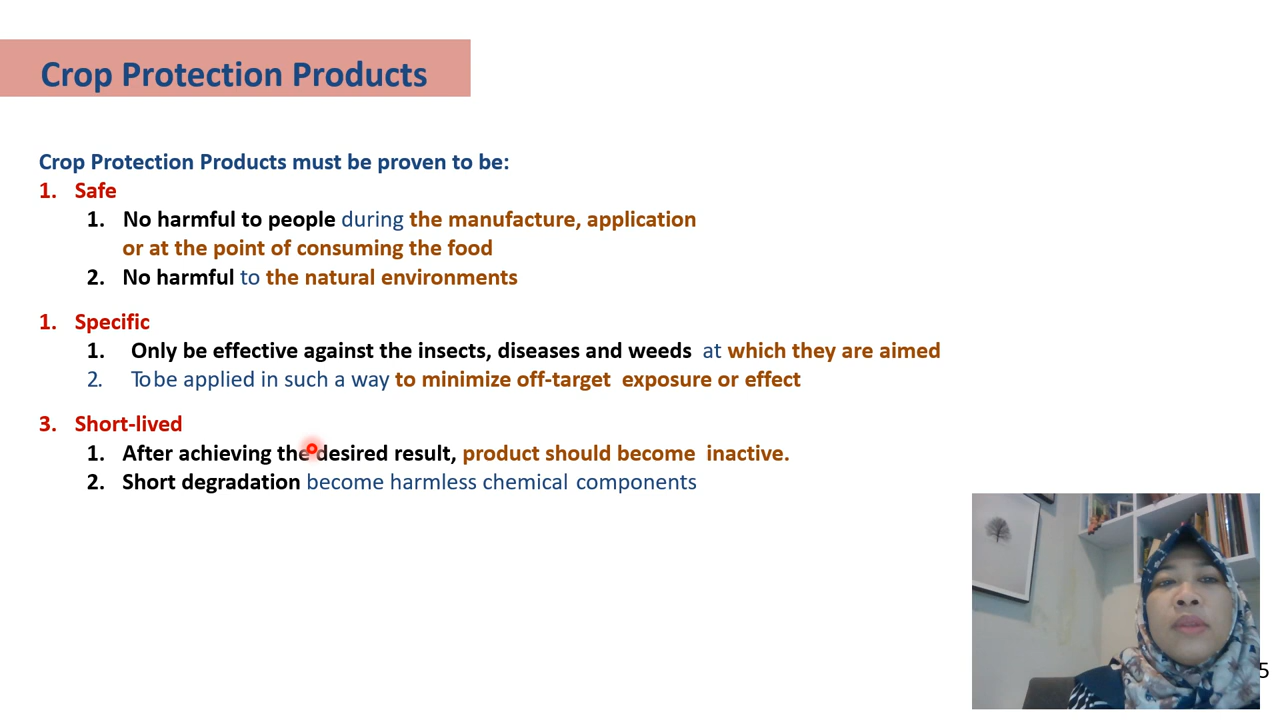 Crop Protection Products
Crop Protection Products must be proven to be:
1. Safe
1. No harmful to people during the manufacture, application
or at the point of consuming the food
2. No harmful to the natural environments
1. Specific
1. Only be effective against the insects, diseases and weeds at which they are aimed
2. To be applied in such a way to minimize off-target exposure or effect
3. Short-lived
1. After achieving the desired result, product should become inactive.
2. Short degradation become harmless chemical components
5